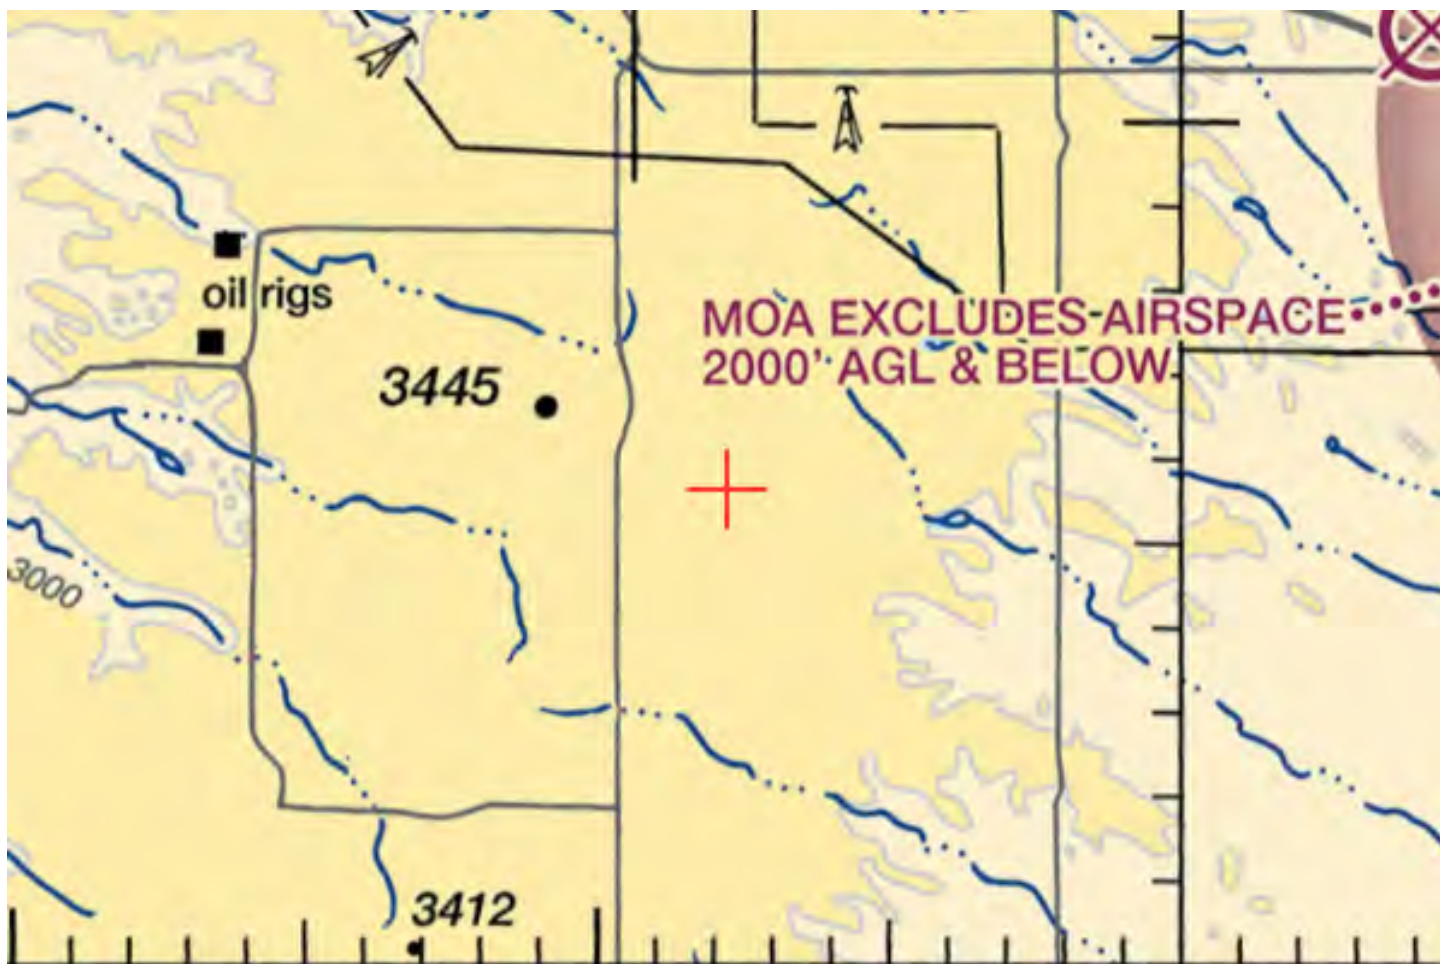 oil rigs
MOA EXCLUDES AIRSPACE
2000' AGL & BELOW
3445
3000
3412